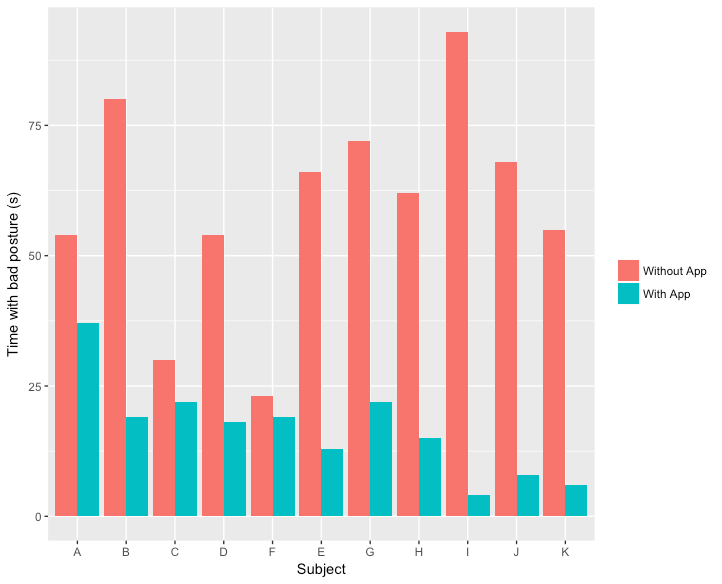 Time with bad posture (s)
75
50
25
0
A B C D F E G H I J K
Subject
Without App
With App